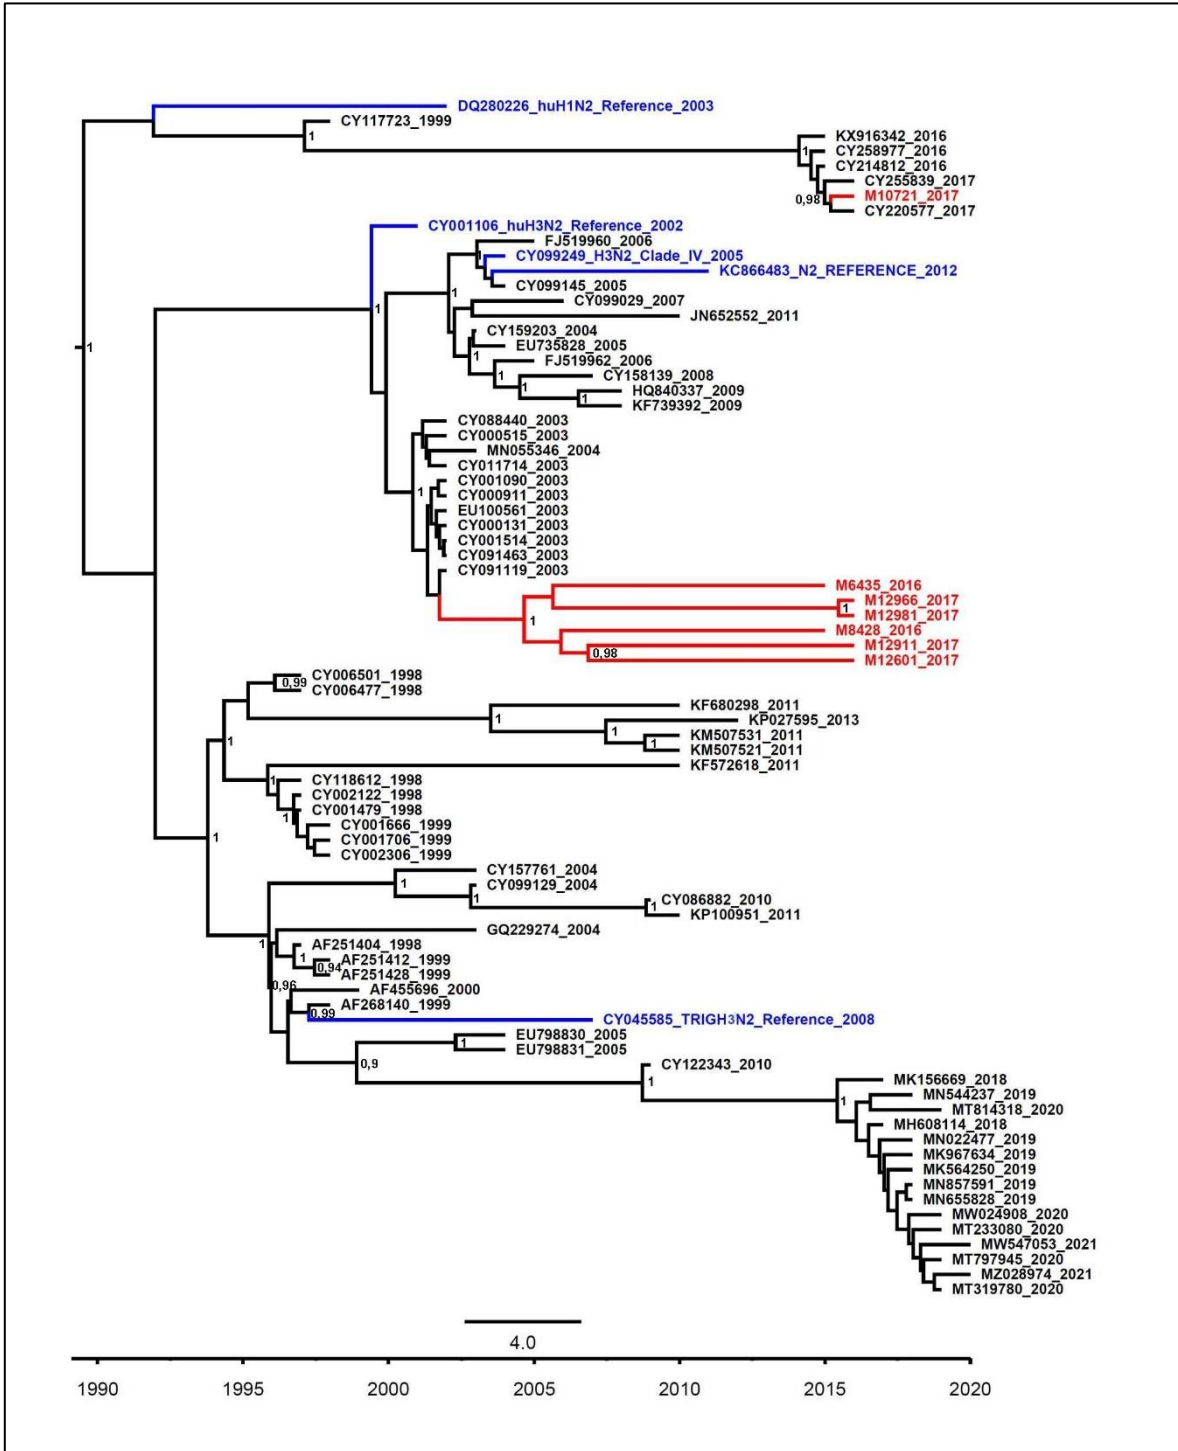 DQ280226_huH1N2_Reference_2003
CY117723_1999
1
KX916342_2016
1
CY258977_2016
CY214812_2016
CY255839_2017
0,98
M10721_2017
CY220577_2017
CY001106_huH3N2_Reference_2002
FJ519960_2006
1
CY099249_H3N2_Clade_IV_2005
KC866483_N2_REFERENCE_2012
CY099145_2005
1
CY099029_2007
1
JN652552_2011
CY159203_2004
1
EU735828_2005
1
FJ519962_2006
1
CY158139_2008
1
HQ840337_2009
1
KF739392_2009
CY088440_2003
CY000515_2003
MN055346_2004
CY011714_2003
CY001090_2003
1
CY000911_2003
EU100561_2003
CY000131_2003
CY001514_2003
CY091463_2003
CY091119_2003
M6435_2016
M12966_2017
1
M12981_2017
1
M8428_2016
M12911_2017
0,98
M12601_2017
CY006501_1998
0,99
CY006477_1998
KF680298_2011
1
KP027595_2013
1
KM507531_2011
1
1
KM507521_2011
KF572618_2011
1
CY118612_1998
CY002122_1998
CY001479_1998
1
CY001666_1999
1
CY001706_1999
CY002306_1999
CY157761_2004
1
CY099129_2004
1
CY086882_2010
1
KP100951_2011
GQ229274_2004
1
AF251404_1998
1
AF251412_1999
0,94
AF251428_1999
0,96
AF455696_2000
AF268140_1999
0,99
CY045585_TRIGH3N2_Reference_2008
EU798830_2005
1
EU798831_2005
0,9
CY122343_2010
1
MK156669_2018
1
MN544237_2019
MT814318_2020
MH608114_2018
MN022477_2019
MK967634_2019
MK564250_2019
MN857591_2019
MN655828_2019
MW024908_2020
MT233080_2020
MW547053_2021
MT797945_2020
MZ028974_2021
MT319780_2020
4.0
1990 1995 2000 2005 2010 2015 2020